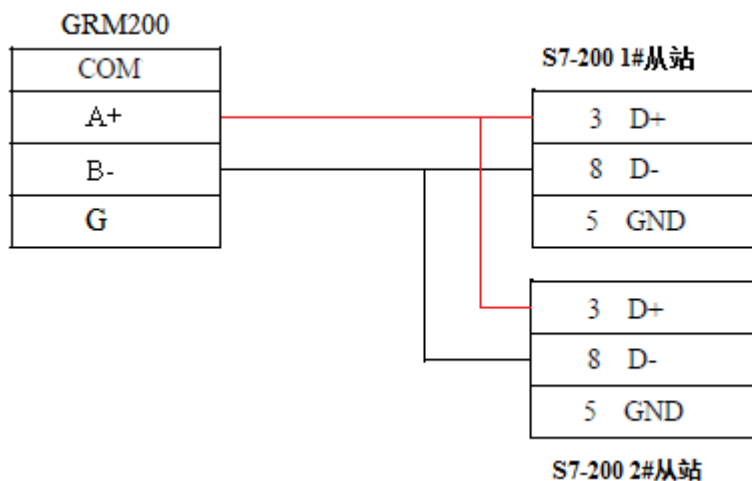 GRM200
COM
A+
B-
G
S7-200 1#从站
3 D+
8 D-
5 GND
3 D+
8 D-
5 GND
S7-200 2#从站